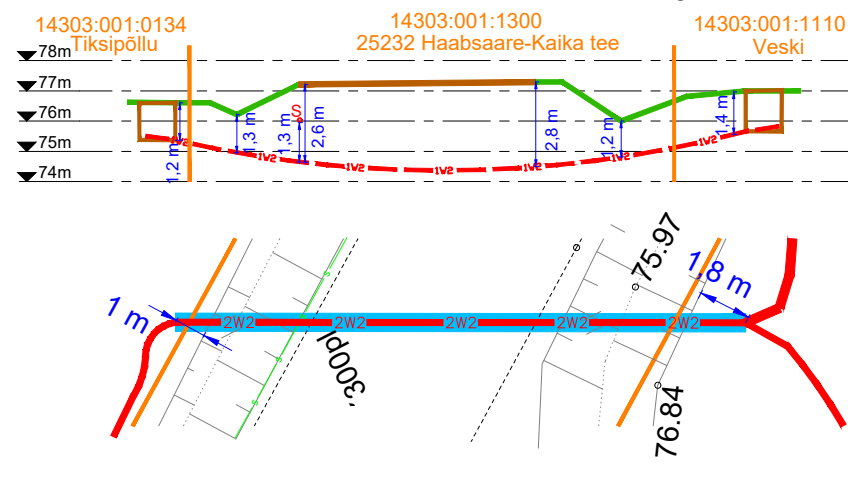 14303:001:0134
Tiksipõllu
14303:001:1300
25232 Haabsaare-Kaika tee
14303:001:1110
Veski
78m
77m
76m
75m
74m
1,2 m
1,3 m
1,3 m
S
2,6 m
2,8 m
1,2 m
1,4 m
1W2
1W2
1W2
1W2
1W2
1W2
1 m
2W2
2W2
2W2
2W2
2W2
S
S
S
'300pl
75.97
1,8 m
76.84